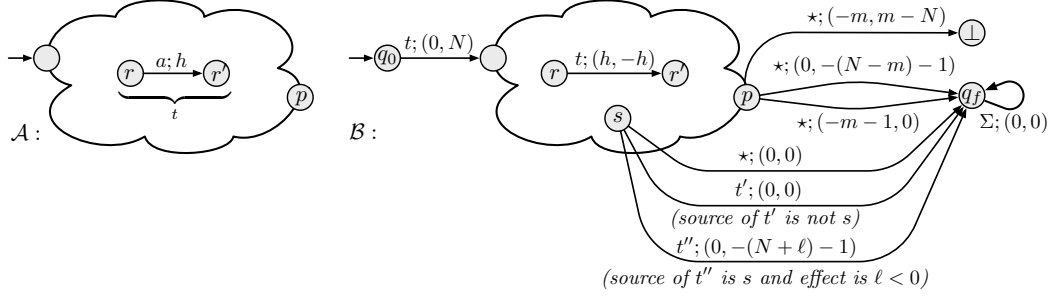 𝒜 :
r
a; h
r′
t
p
ℬ :
q₀
t; (0, N)
r
t; (h, −h)
r′
s
p
⋆; (−m, m − N)
⊥
⋆; (0, −(N − m) − 1)
⋆; (−m − 1, 0)
q_f
Σ; (0, 0)
⋆; (0, 0)
t′; (0, 0)
(source of t′ is not s)
t″; (0, −(N + ℓ) − 1)
(source of t″ is s and effect is ℓ < 0)